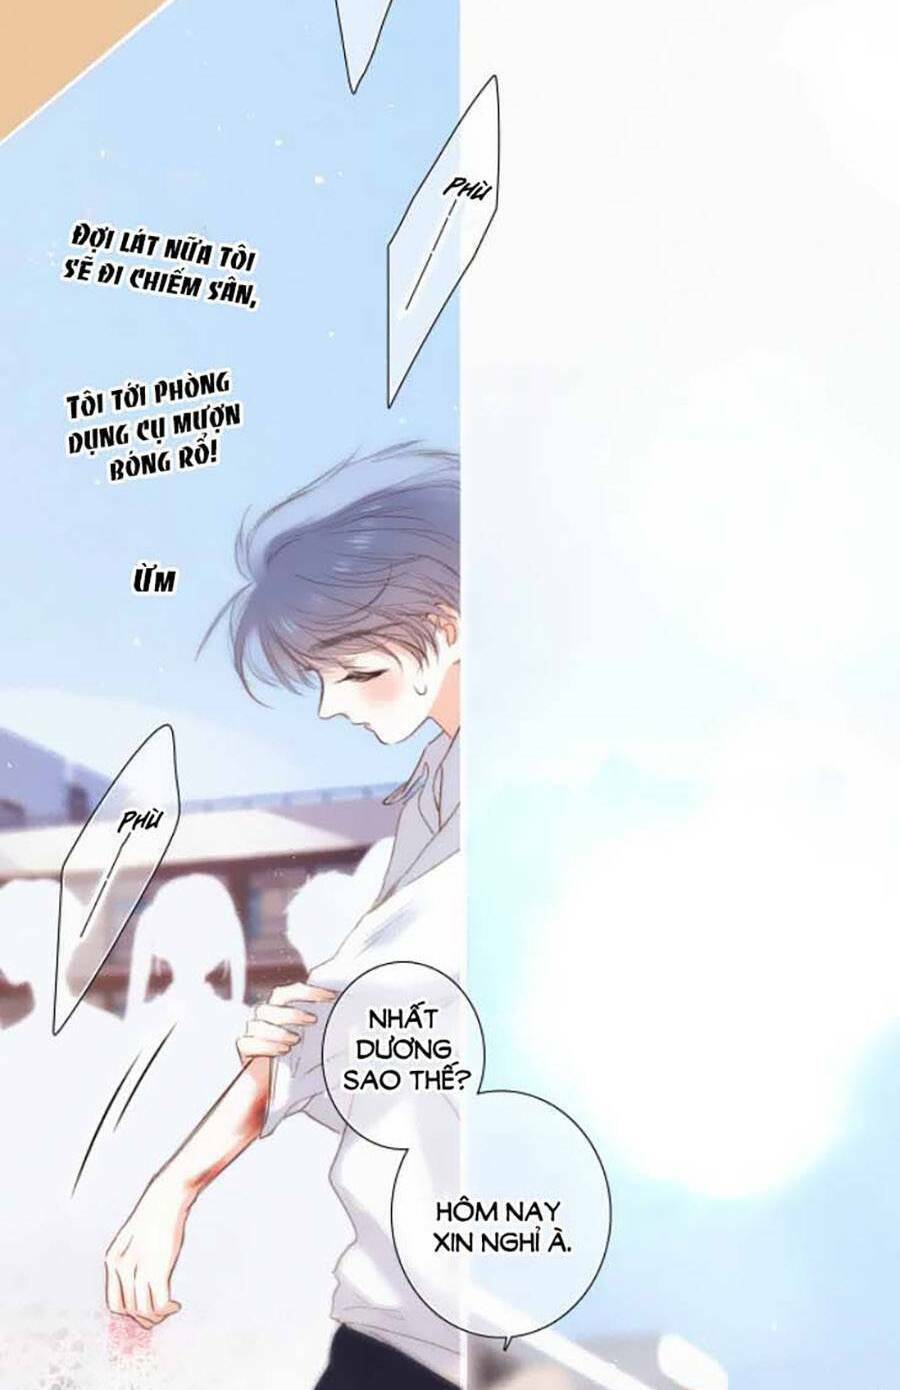 PHÙ
ĐỢI LÁT NỮA TÔI
SẼ ĐI CHIẾM SÂN,
TÔI TỚI PHÒNG
DỤNG CỤ MƯỢN
BÓNG RỔ!
ỪM
PHÙ
NHẤT
DƯƠNG
SAO THẾ?
HÔM NAY
XIN NGHỈ À.